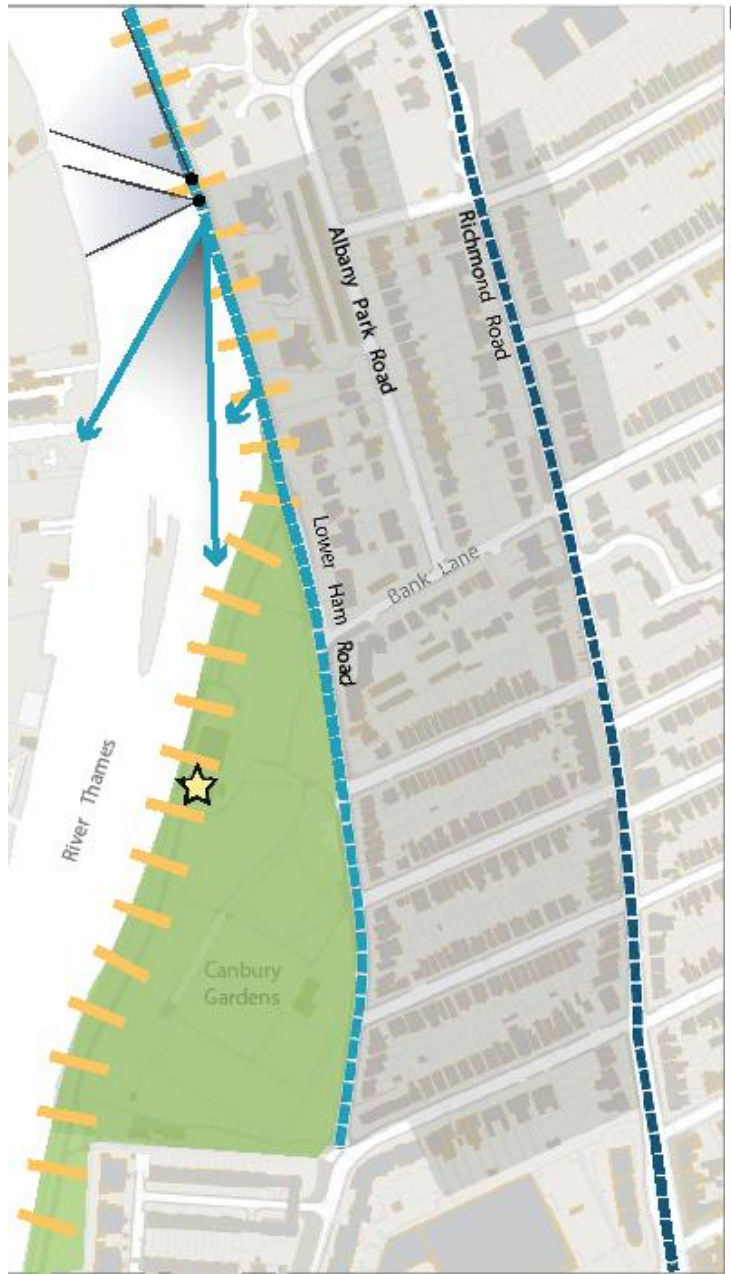 Albany Park Road
Richmond Road
Bank Lane
Lower Ham Road
River Thames
Canbury
Gardens